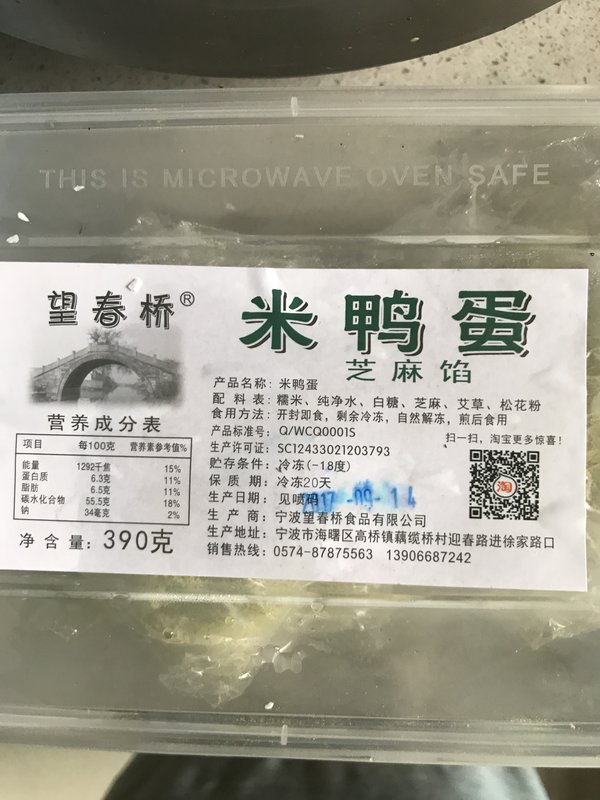 THIS IS MICROWAVE OVEN SAFE
望春桥®
米鸭蛋
芝麻馅
营养成分表
项目 每100克 营养素参考值%
能量 1292千焦 15%
蛋白质 6.3克 11%
脂肪 6.5克 11%
碳水化合物 55.5克 18%
钠 34毫克 2%
净含量：390克
产品名称：米鸭蛋
配料表：糯米、纯净水、白糖、芝麻、艾草、松花粉
食用方法：开封即食，剩余冷冻，自然解冻，煎后食用
产品标准号：Q/WCQ0001S
生产许可证：SC12433021203793
贮存条件：冷冻(-18度)
保质期：冷冻20天
生产日期：见喷码
2017-09-14
生产商：宁波望春桥食品有限公司
生产地址：宁波市海曙区高桥镇藕缆桥村迎春路进徐家路口
销售热线：0574-87875563 13906687242
扫一扫，淘宝更多惊喜！
淘